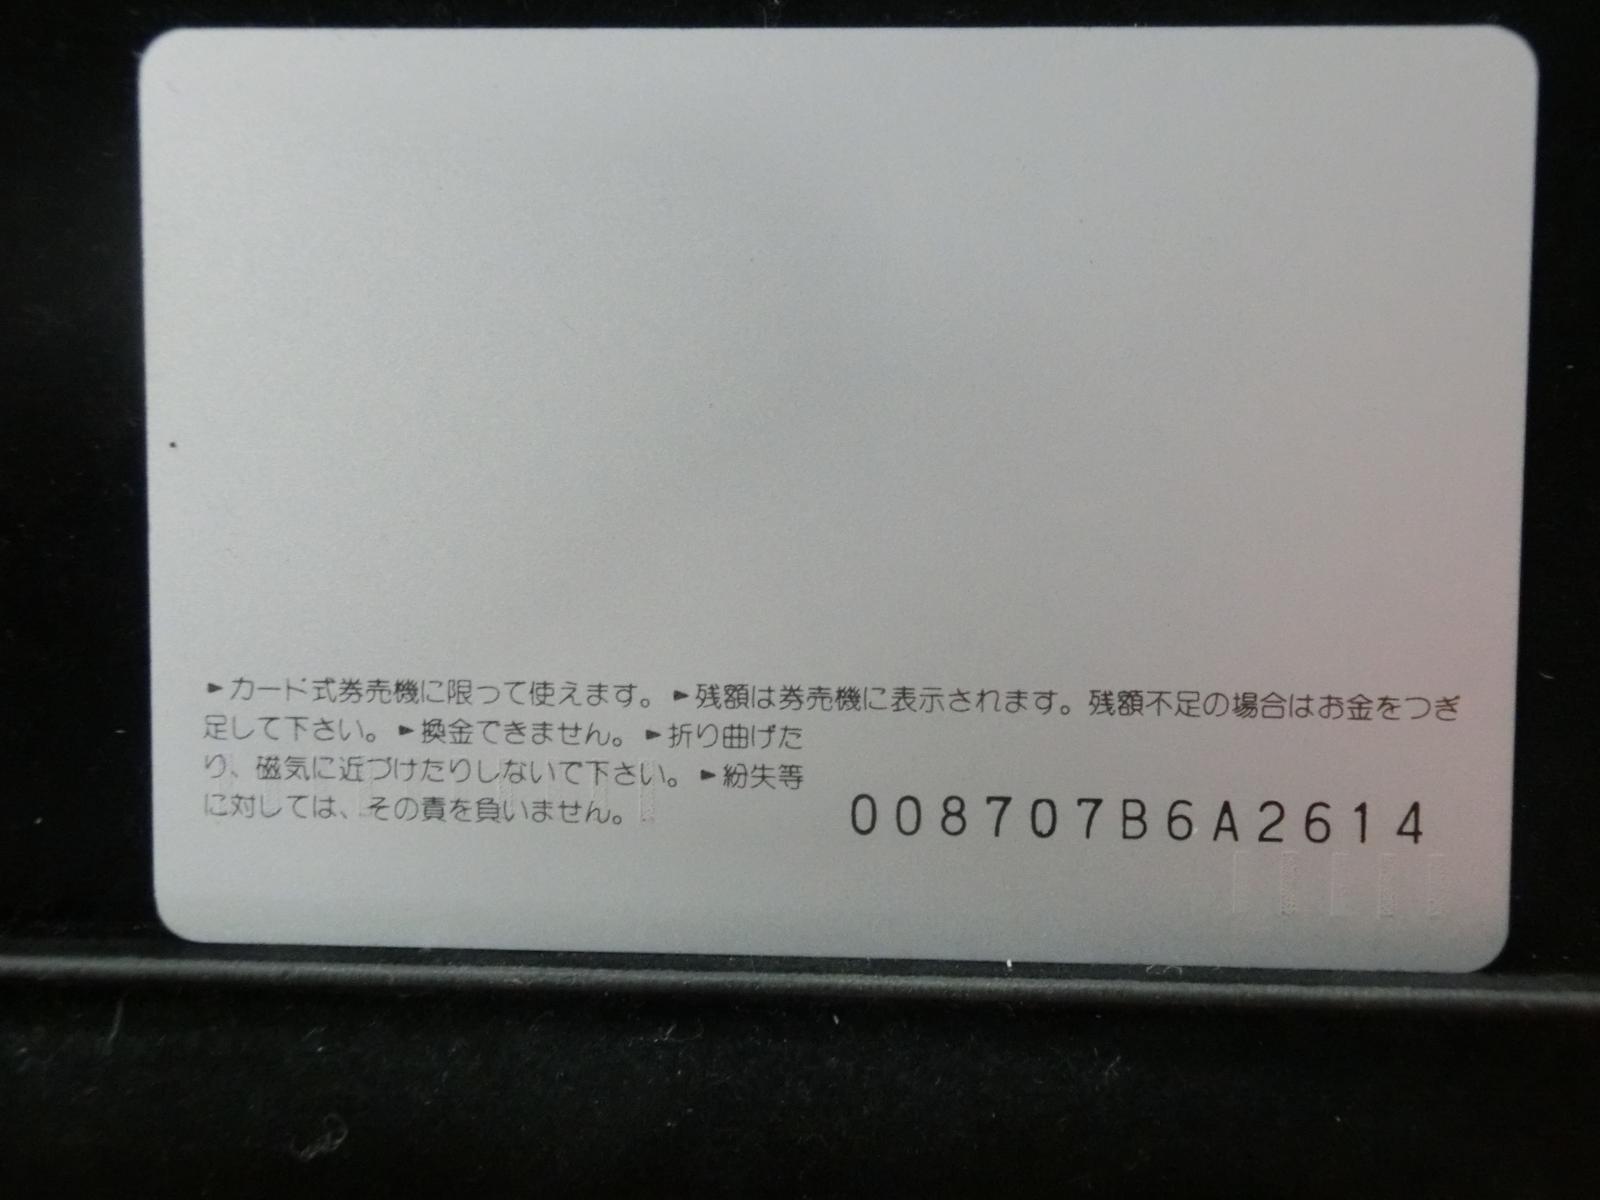 ►カード式券売機に限って使えます。►残額は券売機に表示されます。残額不足の場合はお金をつぎ
足して下さい。►換金できません。►折り曲げた
り、磁気に近づけたりしないで下さい。►紛失等
に対しては、その責を負いません。
008707B6A2614